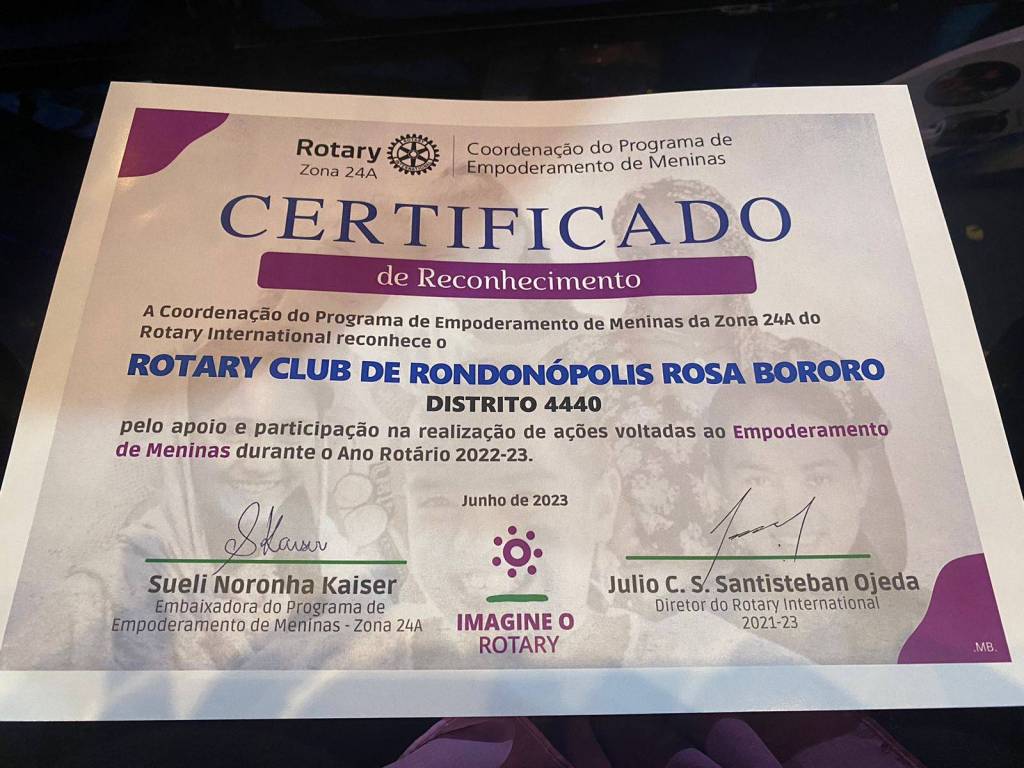 Rotary
Zona 24A
Coordenação do Programa de
Empoderamento de Meninas
CERTIFICADO
de Reconhecimento
A Coordenação do Programa de Empoderamento de Meninas da Zona 24A do
Rotary International reconhece o
ROTARY CLUB DE RONDONÓPOLIS ROSA BORORO
DISTRITO 4440
pelo apoio e participação na realização de ações voltadas ao Empoderamento
de Meninas durante o Ano Rotário 2022-23.
Junho de 2023
SKaiser
Sueli Noronha Kaiser
Embaixadora do Programa de
Empoderamento de Meninas - Zona 24A
IMAGINE O
ROTARY
Julio C. S. Santisteban Ojeda
Diretor do Rotary International
2021-23
.MB.